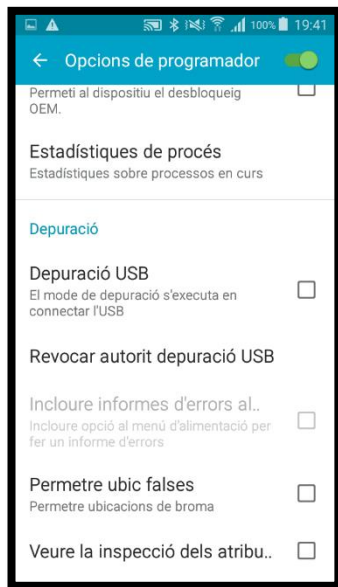 100% 19:41
Opcions de programador
Permeti al dispositiu el desbloqueig
OEM.
Estadístiques de procés
Estadístiques sobre processos en curs
Depuració
Depuració USB
El mode de depuració s'executa en
connectar l'USB
Revocar autorit depuració USB
Incloure informes d'errors al..
Incloure opció al menú d'alimentació per
fer un informe d'errors
Permetre ubic falses
Permetre ubicacions de broma
Veure la inspecció dels atribu..